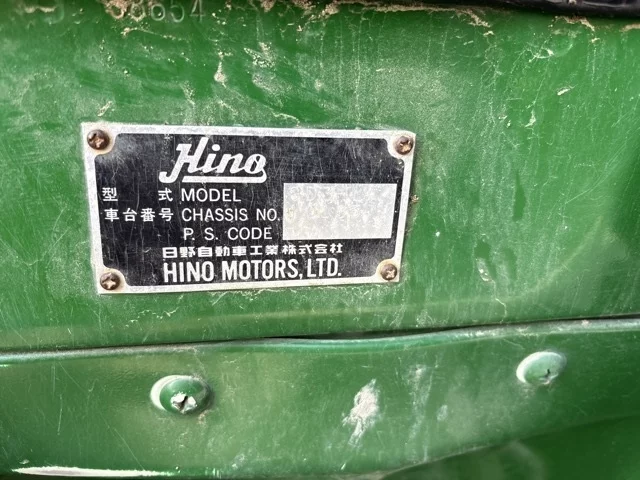 38654
Hino
型 式 MODEL
車台番号 CHASSIS NO.
P. S. CODE
日野自動車工業株式会社
HINO MOTORS, LTD.